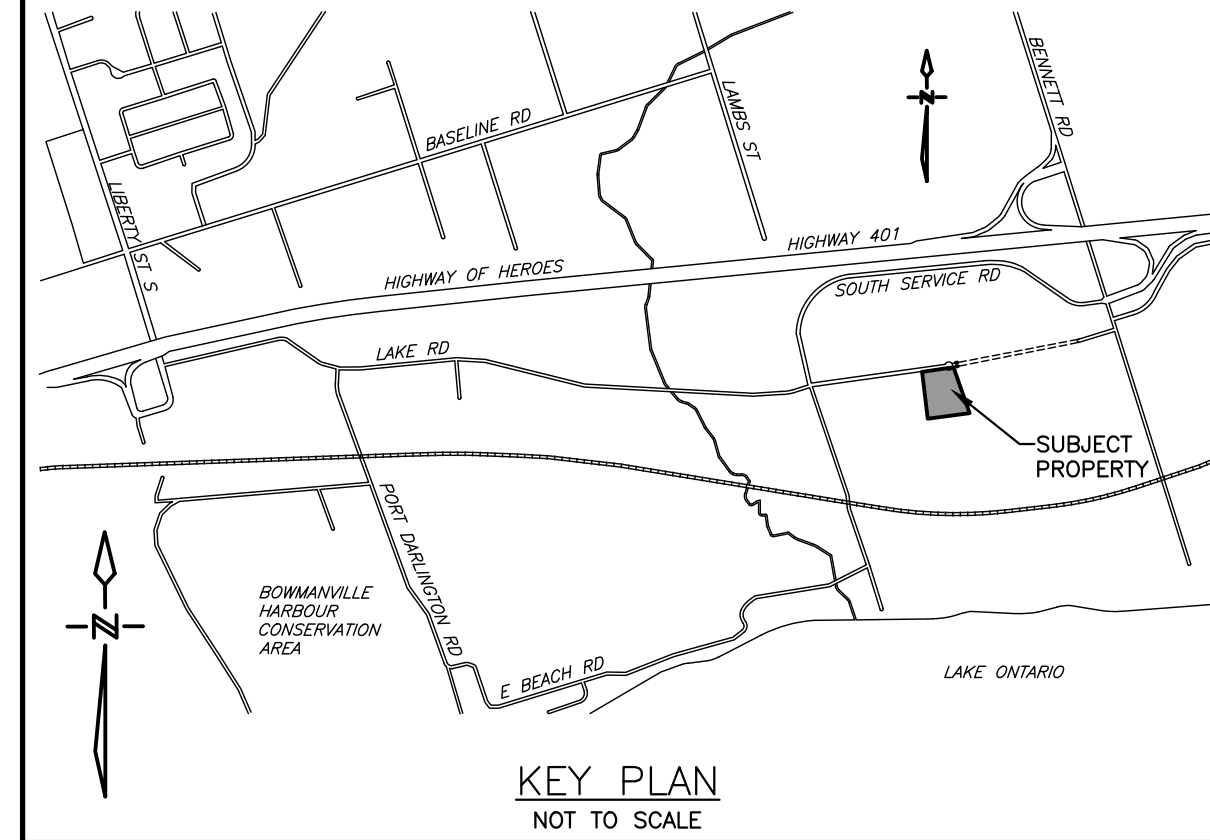 BENNETT RD
LAMBS ST
N
BASELINE RD
LIBERTY ST S
HIGHWAY 401
HIGHWAY OF HEROES
SOUTH SERVICE RD
LAKE RD
SUBJECT
PROPERTY
PORT DARLINGTON RD
BOWMANVILLE
HARBOUR
CONSERVATION
AREA
N
E BEACH RD
LAKE ONTARIO
KEY PLAN
NOT TO SCALE